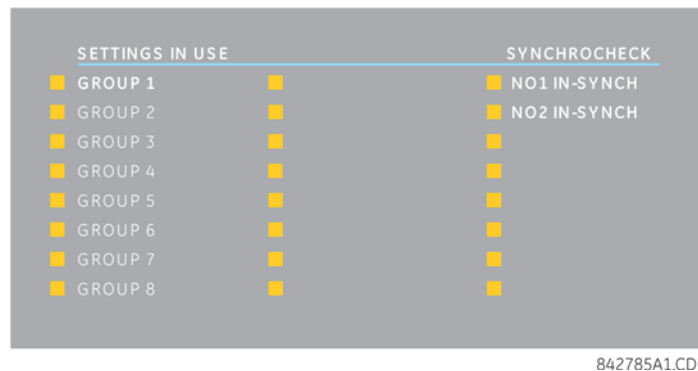 SETTINGS IN USE
GROUP 1
GROUP 2
GROUP 3
GROUP 4
GROUP 5
GROUP 6
GROUP 7
GROUP 8
SYNCHROCHECK
NO1 IN-SYNCH
NO2 IN-SYNCH
842785A1.CD